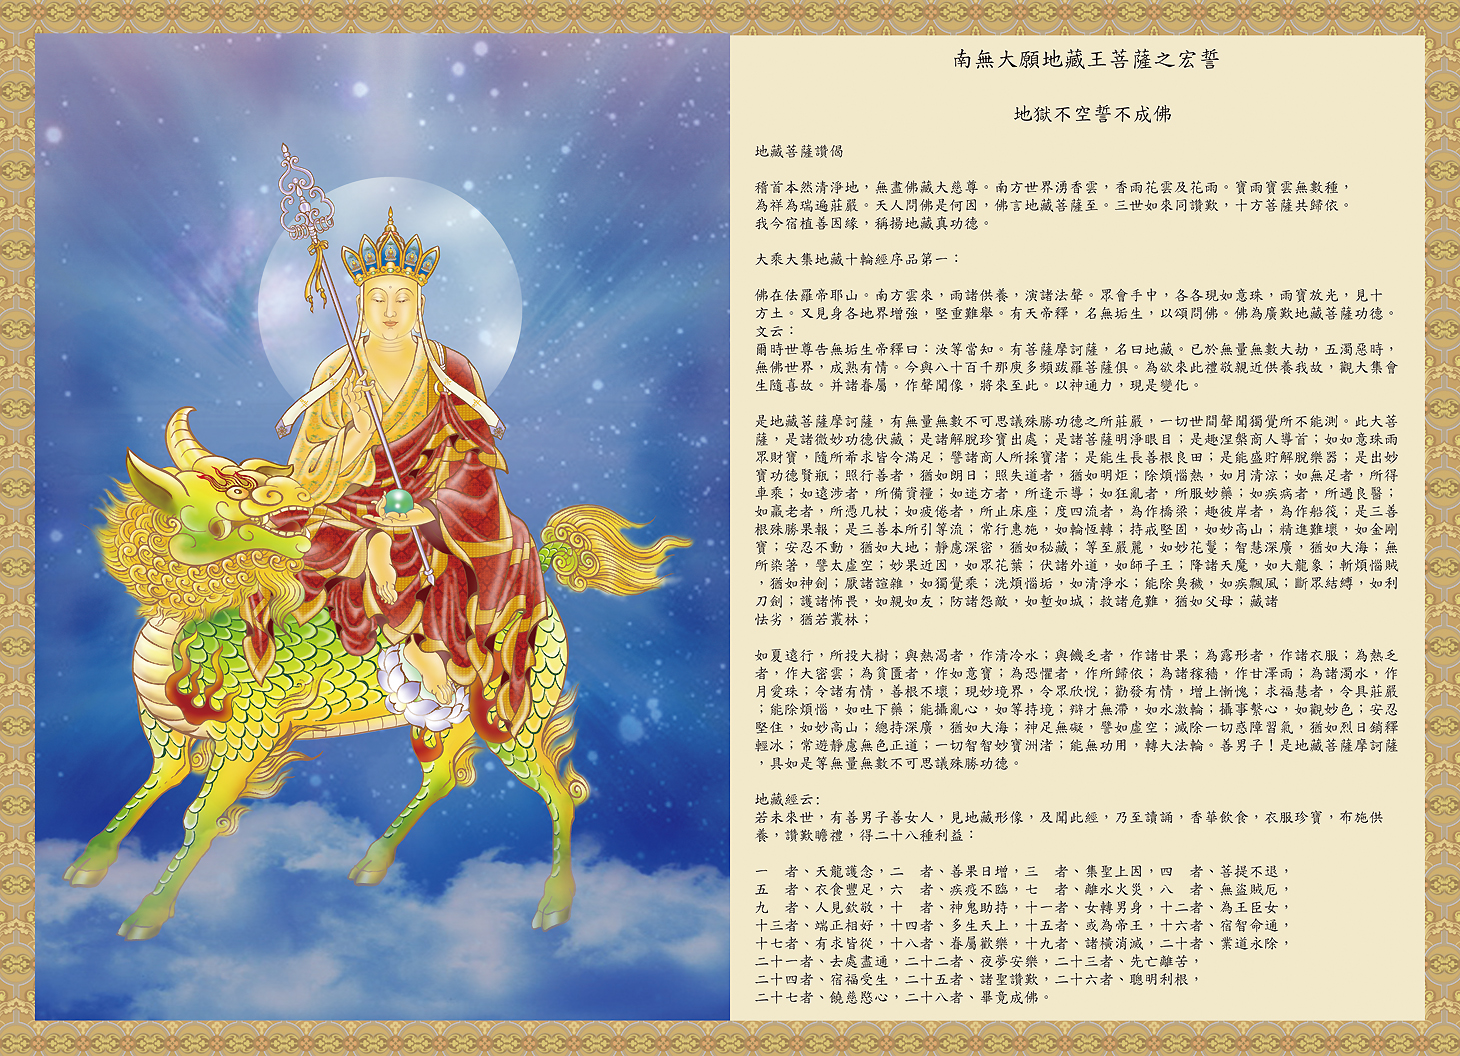 南無大願地藏王菩薩之宏誓
地獄不空誓不成佛
地藏菩薩讚偈
稽首本然清淨地，無盡佛藏大慈尊。南方世界湧香雲，香雨花雲及花雨。寶雨寶雲無數種，
為祥為瑞遍莊嚴。天人問佛是何因，佛言地藏菩薩至。三世如來同讚歎，十方菩薩共歸依。
我今宿植善因緣，稱揚地藏真功德。
大乘大集地藏十輪經序品第一：
佛在佉羅帝耶山。南方雲來，雨諸供養，演諸法聲。眾會手中，各各現如意珠，雨寶放光，見十
方土。又見身各地界增強，堅重難舉。有天帝釋，名無垢生，以頌問佛。佛為廣歎地藏菩薩功德。
文云：
爾時世尊告無垢生帝釋曰：汝等當知。有菩薩摩訶薩，名曰地藏。已於無量無數大劫，五濁惡時，
無佛世界，成熟有情。今與八十百千那庾多頻跋羅菩薩俱。為欲來此禮敬親近供養我故，觀大集會
生隨喜故。并諸眷屬，作聲聞像，將來至此。以神通力，現是變化。
是地藏菩薩摩訶薩，有無量無數不可思議殊勝功德之所莊嚴，一切世間聲聞獨覺所不能測。此大菩
薩，是諸微妙功德伏藏；是諸解脫珍寶出處；是諸菩薩明淨眼目；是趣涅槃商人導首；如如意珠雨
眾財寶，隨所希求皆令滿足；譬諸商人所採寶渚；是能生長善根良田；是能盛貯解脫樂器；是出妙
寶功德賢瓶；照行善者，猶如朗日；照失道者，猶如明炬；除煩惱熱，如月清涼；如無足者，所得
車乘；如遠涉者，所備資糧；如迷方者，所逢示導；如狂亂者，所服妙藥；如疾病者，所遇良醫；
如羸老者，所憑几杖；如疲倦者，所止床座；度四流者，為作橋梁；趣彼岸者，為作船筏；是三善
根殊勝果報；是三善本所引等流；常行惠施，如輪恆轉；持戒堅固，如妙高山；精進難壞，如金剛
寶；安忍不動，猶如大地；靜慮深密，猶如秘藏；等至嚴麗，如妙花鬘；智慧深廣，猶如大海；無
所染著，譬太虛空；妙果近因，如眾花葉；伏諸外道，如師子王；降諸天魔，如大龍象；斬煩惱賊
，猶如神劍；厭諸諠雜，如獨覺乘；洗煩惱垢，如清淨水；能除臭穢，如疾飄風；斷眾結縛，如利
刀劍；護諸怖畏，如親如友；防諸怨敵，如塹如城；救諸危難，猶如父母；藏諸
怯劣，猶若叢林；
如夏遠行，所投大樹；與熱渴者，作清冷水；與饑乏者，作諸甘果；為露形者，作諸衣服；為熱乏
者，作大密雲；為貧匱者，作如意寶；為恐懼者，作所歸依；為諸稼穡，作甘澤雨；為諸濁水，作
月愛珠；令諸有情，善根不壞；現妙境界，令眾欣悅；勸發有情，增上慚愧；求福慧者，令具莊嚴
；能除煩惱，如吐下藥；能攝亂心，如等持境；辯才無滯，如水激輪；攝事繫心，如觀妙色；安忍
堅住，如妙高山；總持深廣，猶如大海；神足無礙，譬如虛空；滅除一切惑障習氣，猶如烈日銷釋
輕冰；常遊靜慮無色正道；一切智智妙寶洲渚；能無功用，轉大法輪。善男子！是地藏菩薩摩訶薩
，具如是等無量無數不可思議殊勝功德。
地藏經云:
若未來世，有善男子善女人，見地藏形像，及聞此經，乃至讀誦，香華飲食，衣服珍寶，布施供
養，讚歎瞻禮，得二十八種利益：
一　者、天龍護念，二　者、善果日增，三　者、集聖上因，四　者、菩提不退，
五　者、衣食豐足，六　者、疾疫不臨，七　者、離水火災，八　者、無盜賊厄，
九　者、人見欽敬，十　者、神鬼助持，十一者、女轉男身，十二者、為王臣女，
十三者、端正相好，十四者、多生天上，十五者、或為帝王，十六者、宿智命通，
十七者、有求皆從，十八者、眷屬歡樂，十九者、諸橫消滅，二十者、業道永除，
二十一者、去處盡通，二十二者、夜夢安樂，二十三者、先亡離苦，
二十四者、宿福受生，二十五者、諸聖讚歎，二十六者、聰明利根，
二十七者、饒慈愍心，二十八者、畢竟成佛。